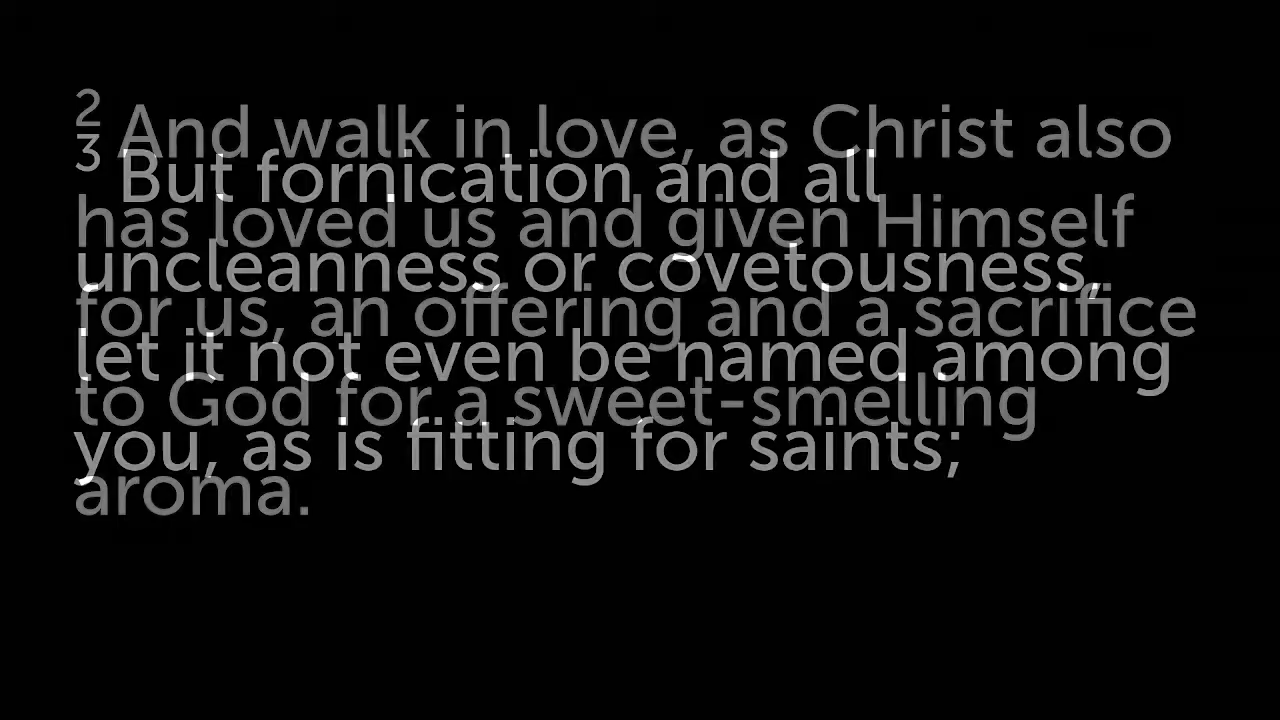 2 And walk in love, as Christ also
has loved us and given Himself
for us, an offering and a sacrifice
to God for a sweet-smelling
aroma.
3 But fornication and all
uncleanness or covetousness,
let it not even be named among
you, as is fitting for saints;